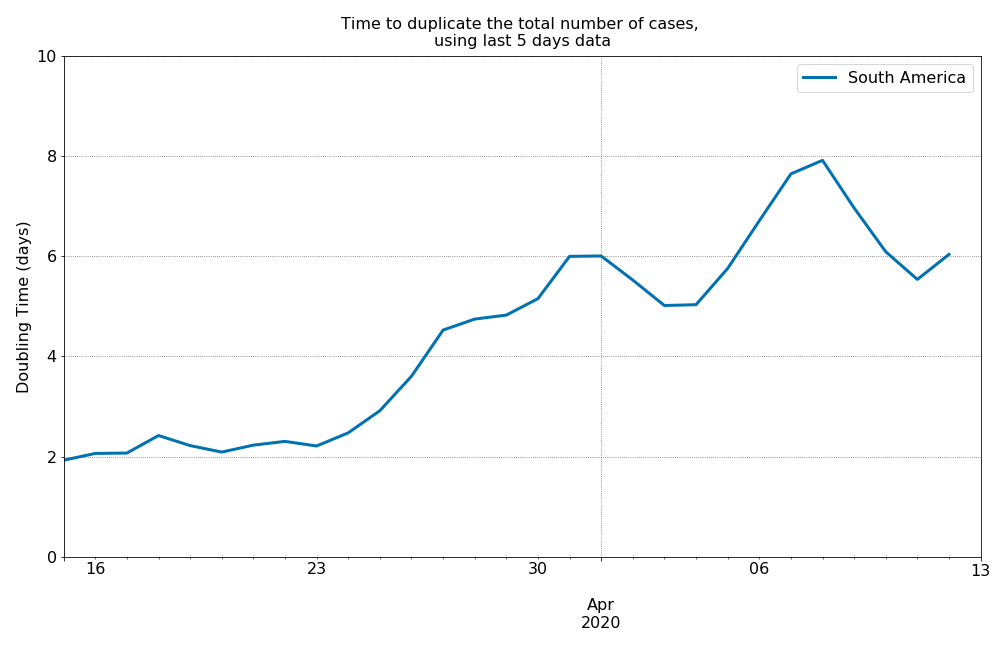 Time to duplicate the total number of cases,
using last 5 days data
South America
Doubling Time (days)
10
8
6
4
2
0
16
23
30
06
13
Apr
2020